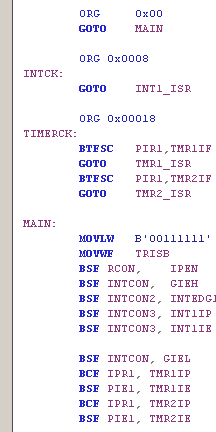 ORG 0x00
GOTO MAIN
ORG 0x0008
INTCK:
GOTO INT1_ISR
ORG 0x00018
TIMERCK:
BTFSC PIR1,TMR1IF
GOTO TMR1_ISR
BTFSC PIR1,TMR2IF
GOTO TMR2_ISR
MAIN:
MOVLW B'00111111'
MOVWF TRISB
BSF RCON, IPEN
BSF INTCON, GIEH
BSF INTCON2, INTEDG
BSF INTCON3, INT1IP
BSF INTCON3, INT1IE
BSF INTCON, GIEL
BCF IPR1, TMR1IP
BSF PIE1, TMR1IE
BCF IPR1, TMR2IP
BSF PIE1, TMR2IE